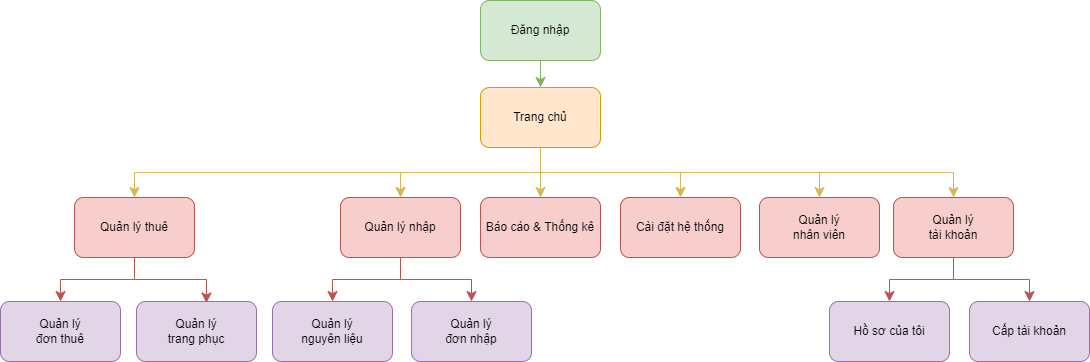 Đăng nhập
Trang chủ
Quản lý thuê
Quản lý nhập
Báo cáo & Thống kê
Cài đặt hệ thống
Quản lý
nhân viên
Quản lý
tài khoản
Quản lý
đơn thuê
Quản lý
trang phục
Quản lý
nguyên liệu
Quản lý
đơn nhập
Hồ sơ của tôi
Cấp tài khoản